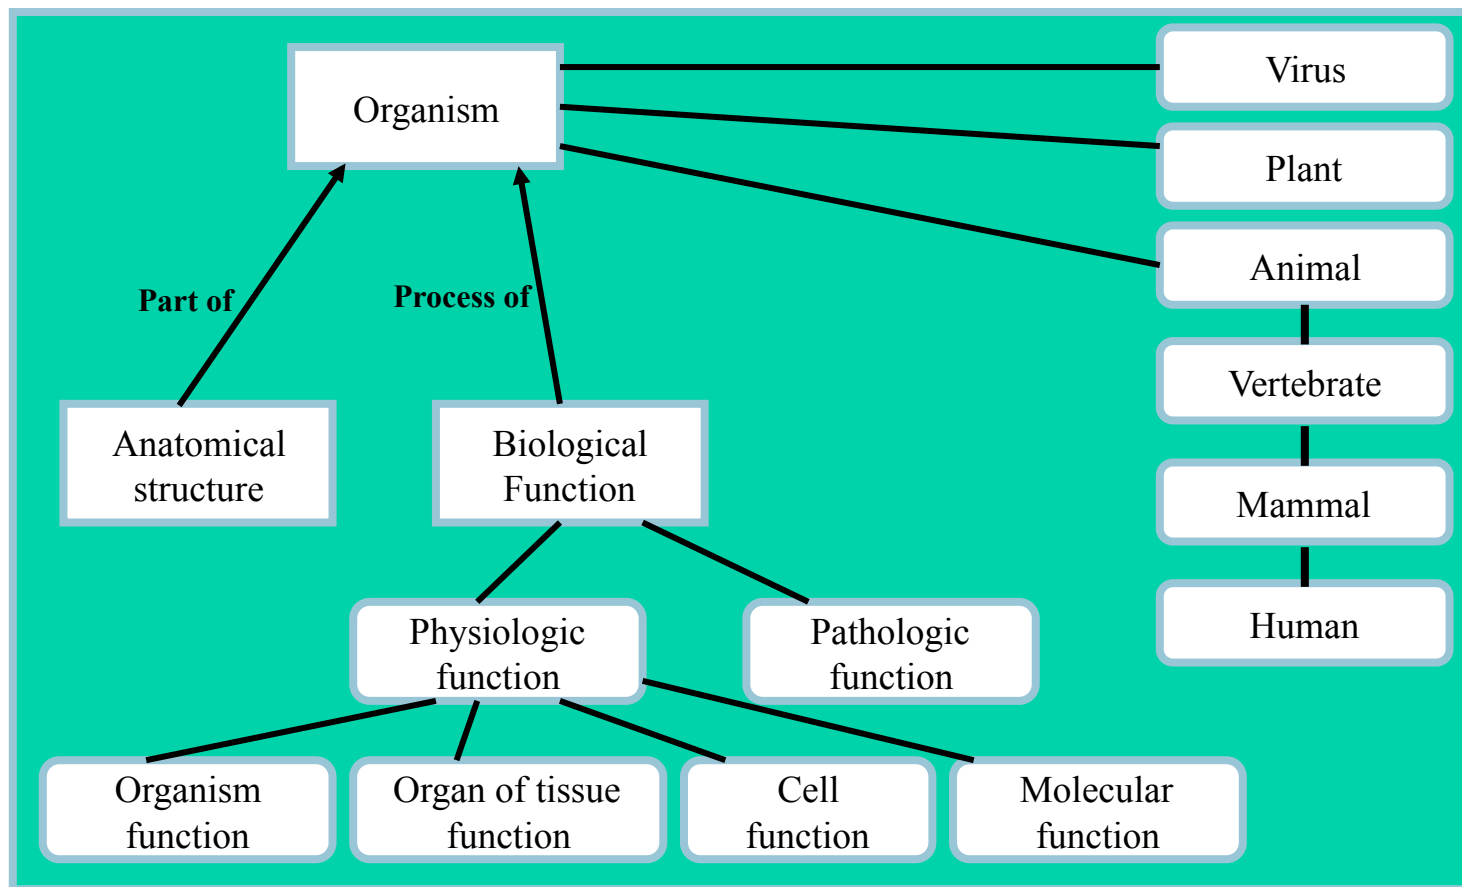 Organism
Virus
Plant
Animal
Vertebrate
Mammal
Human
Part of
Process of
Anatomical
structure
Biological
Function
Physiologic
function
Pathologic
function
Organism
function
Organ of tissue
function
Cell
function
Molecular
function